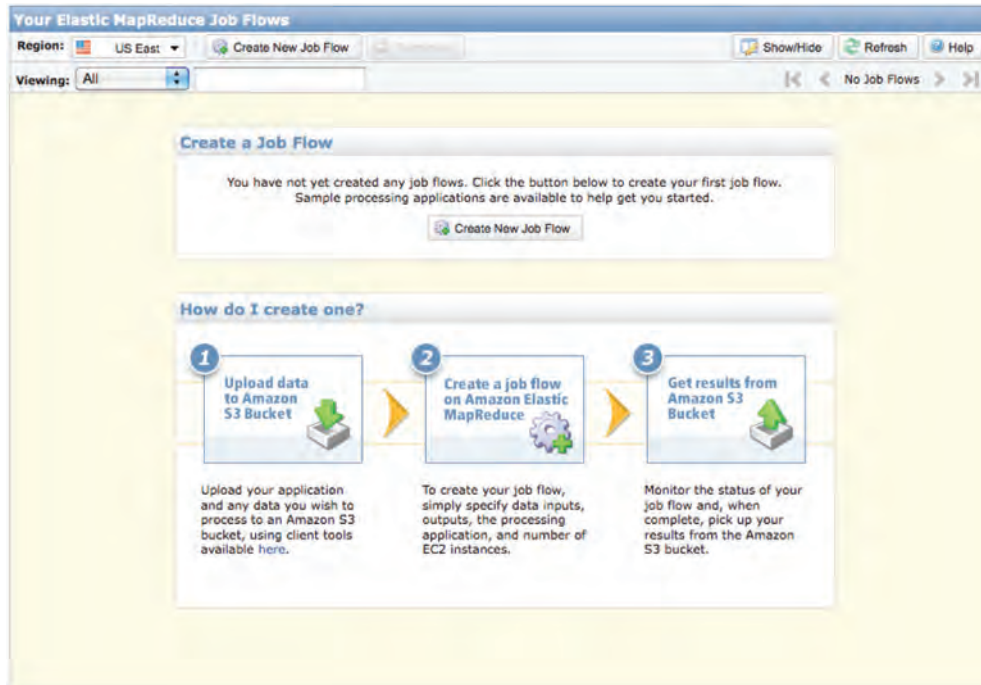 Your Elastic MapReduce Job Flows
Region: US East Create New Job Flow Show/Hide Refresh Help
Viewing: All No Job Flows
Create a Job Flow
You have not yet created any job flows. Click the button below to create your first job flow.
Sample processing applications are available to help get you started.
Create New Job Flow
How do I create one?
1
Upload data
to Amazon
S3 Bucket
Upload your application
and any data you wish to
process to an Amazon S3
bucket, using client tools
available here.
2
Create a job flow
on Amazon Elastic
MapReduce
To create your job flow,
simply specify data inputs,
outputs, the processing
application, and number of
EC2 instances.
3
Get results from
Amazon S3
Bucket
Monitor the status of your
job flow and, when
complete, pick up your
results from the Amazon
S3 bucket.